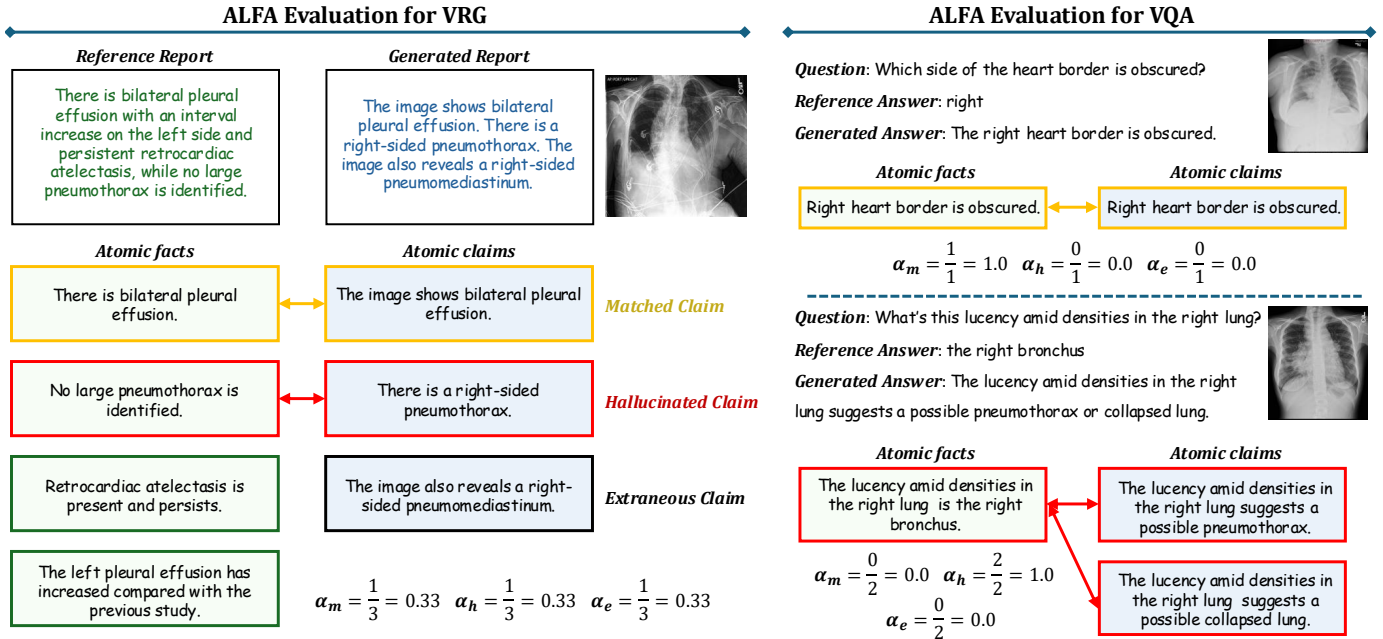 ALFA Evaluation for VRG
Reference Report
Generated Report
There is bilateral pleural
effusion with an interval
increase on the left side and
persistent retrocardiac
atelectasis, while no large
pneumothorax is identified.
The image shows bilateral
pleural effusion. There is a
right-sided pneumothorax. The
image also reveals a right-sided
pneumomediastinum.
Atomic facts
Atomic claims
There is bilateral pleural
effusion.
The image shows bilateral pleural
effusion.
Matched Claim
No large pneumothorax is
identified.
There is a right-sided
pneumothorax.
Hallucinated Claim
Retrocardiac atelectasis is
present and persists.
The image also reveals a right-
sided pneumomediastinum.
Extraneous Claim
The left pleural effusion has
increased compared with the
previous study.
α_m = 1/3 = 0.33 α_h = 1/3 = 0.33 α_e = 1/3 = 0.33
ALFA Evaluation for VQA
Question: Which side of the heart border is obscured?
Reference Answer: right
Generated Answer: The right heart border is obscured.
Atomic facts
Atomic claims
Right heart border is obscured.
Right heart border is obscured.
α_m = 1/1 = 1.0 α_h = 0/1 = 0.0 α_e = 0/1 = 0.0
Question: What's this lucency amid densities in the right lung?
Reference Answer: the right bronchus
Generated Answer: The lucency amid densities in the right
lung suggests a possible pneumothorax or collapsed lung.
Atomic facts
Atomic claims
The lucency amid densities in
the right lung is the right
bronchus.
The lucency amid densities in
the right lung suggests a
possible pneumothorax.
The lucency amid densities in
the right lung suggests a
possible collapsed lung.
α_m = 0/2 = 0.0 α_h = 2/2 = 1.0
α_e = 0/2 = 0.0